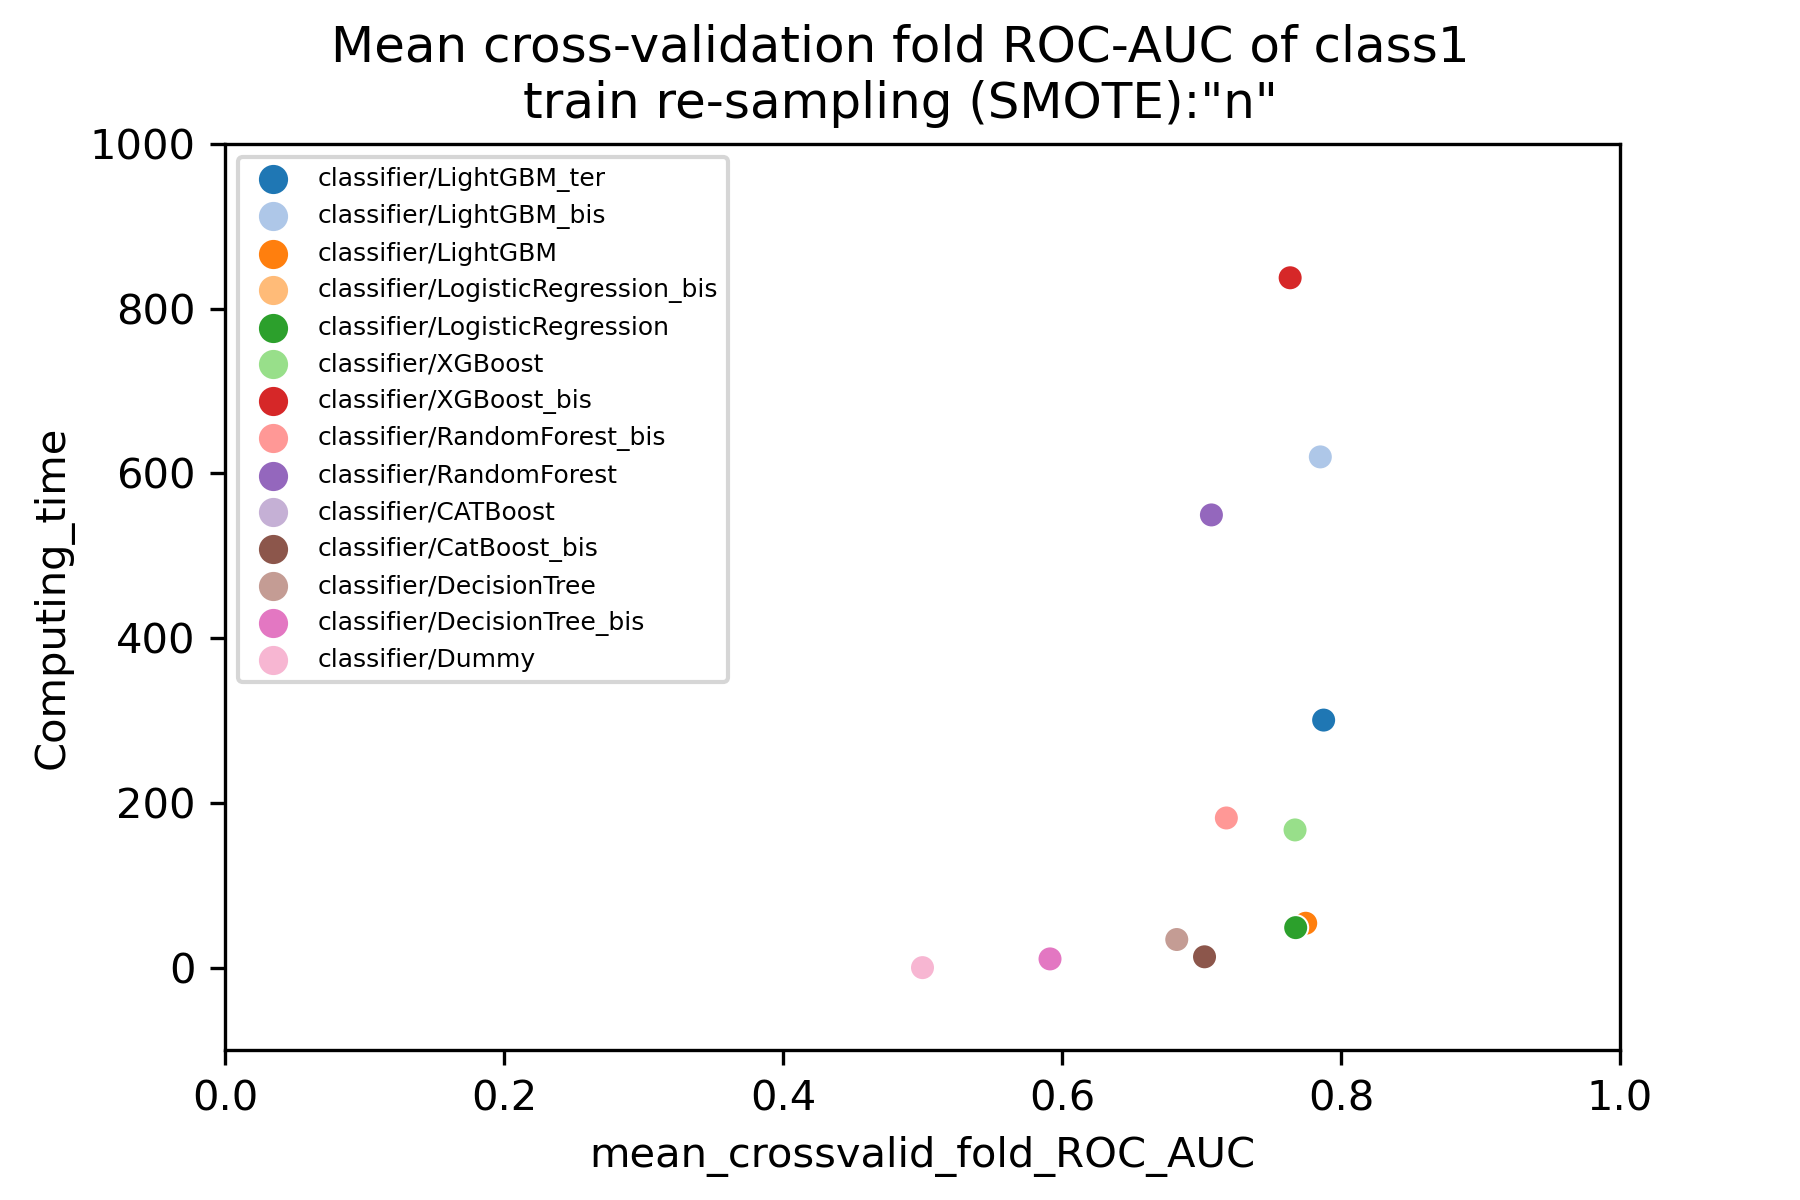 Mean cross-validation fold ROC-AUC of class1
train re-sampling (SMOTE):"n"
1000
800
600
400
200
0
Computing_time
classifier/LightGBM_ter
classifier/LightGBM_bis
classifier/LightGBM
classifier/LogisticRegression_bis
classifier/LogisticRegression
classifier/XGBoost
classifier/XGBoost_bis
classifier/RandomForest_bis
classifier/RandomForest
classifier/CATBoost
classifier/CatBoost_bis
classifier/DecisionTree
classifier/DecisionTree_bis
classifier/Dummy
0.0 0.2 0.4 0.6 0.8 1.0
mean_crossvalid_fold_ROC_AUC